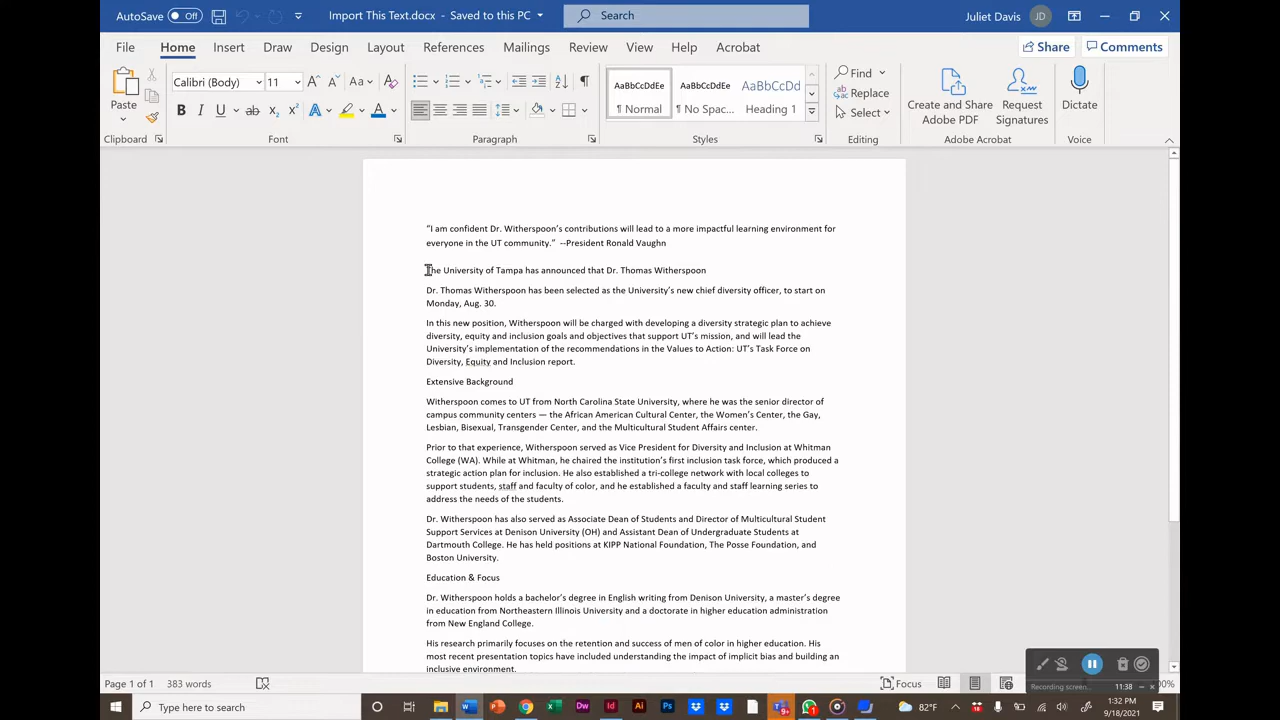 AutoSave Off Import This Text.docx - Saved to this PC Search Juliet Davis JD
File Home Insert Draw Design Layout References Mailings Review View Help Acrobat Share Comments
Paste Calibri (Body) 11 Aa AaBbCcDdEe AaBbCcDdEe AaBbCcDd Find Create and Share Adobe PDF Request Signatures Dictate
¶ Normal ¶ No Spac... Heading 1 Replace
Select
Clipboard Font Paragraph Styles Editing Adobe Acrobat Voice
“I am confident Dr. Witherspoon’s contributions will lead to a more impactful learning environment for
everyone in the UT community.” --President Ronald Vaughn
The University of Tampa has announced that Dr. Thomas Witherspoon
Dr. Thomas Witherspoon has been selected as the University’s new chief diversity officer, to start on
Monday, Aug. 30.
In this new position, Witherspoon will be charged with developing a diversity strategic plan to achieve
diversity, equity and inclusion goals and objectives that support UT’s mission, and will lead the
University’s implementation of the recommendations in the Values to Action: UT’s Task Force on
Diversity, Equity and Inclusion report.
Extensive Background
Witherspoon comes to UT from North Carolina State University, where he was the senior director of
campus community centers — the African American Cultural Center, the Women’s Center, the Gay,
Lesbian, Bisexual, Transgender Center, and the Multicultural Student Affairs center.
Prior to that experience, Witherspoon served as Vice President for Diversity and Inclusion at Whitman
College (WA). While at Whitman, he chaired the institution’s first inclusion task force, which produced a
strategic action plan for inclusion. He also established a tri-college network with local colleges to
support students, staff and faculty of color, and he established a faculty and staff learning series to
address the needs of the students.
Dr. Witherspoon has also served as Associate Dean of Students and Director of Multicultural Student
Support Services at Denison University (OH) and Assistant Dean of Undergraduate Students at
Dartmouth College. He has held positions at KIPP National Foundation, The Posse Foundation, and
Boston University.
Education & Focus
Dr. Witherspoon holds a bachelor’s degree in English writing from Denison University, a master’s degree
in education from Northeastern Illinois University and a doctorate in higher education administration
from New England College.
His research primarily focuses on the retention and success of men of color in higher education. His
most recent presentation topics have included understanding the impact of implicit bias and building an
inclusive environment.
Page 1 of 1 383 words Focus
Recording screen... 11:38
Type here to search 82°F 1:32 PM
9/18/2021